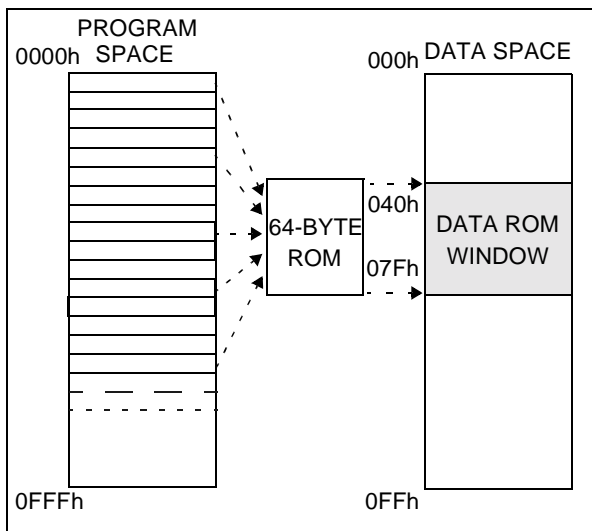 PROGRAM
SPACE
0000h
000h
DATA SPACE
64-BYTE
ROM
040h
07Fh
DATA ROM
WINDOW
0FFFh
0FFh